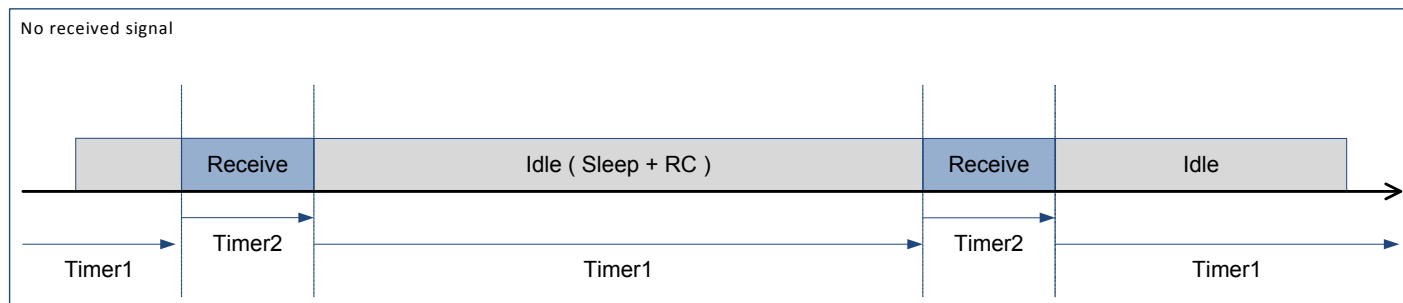 No received signal
Receive
Idle ( Sleep + RC )
Receive
Idle
Timer2
Timer2
Timer1
Timer1
Timer1